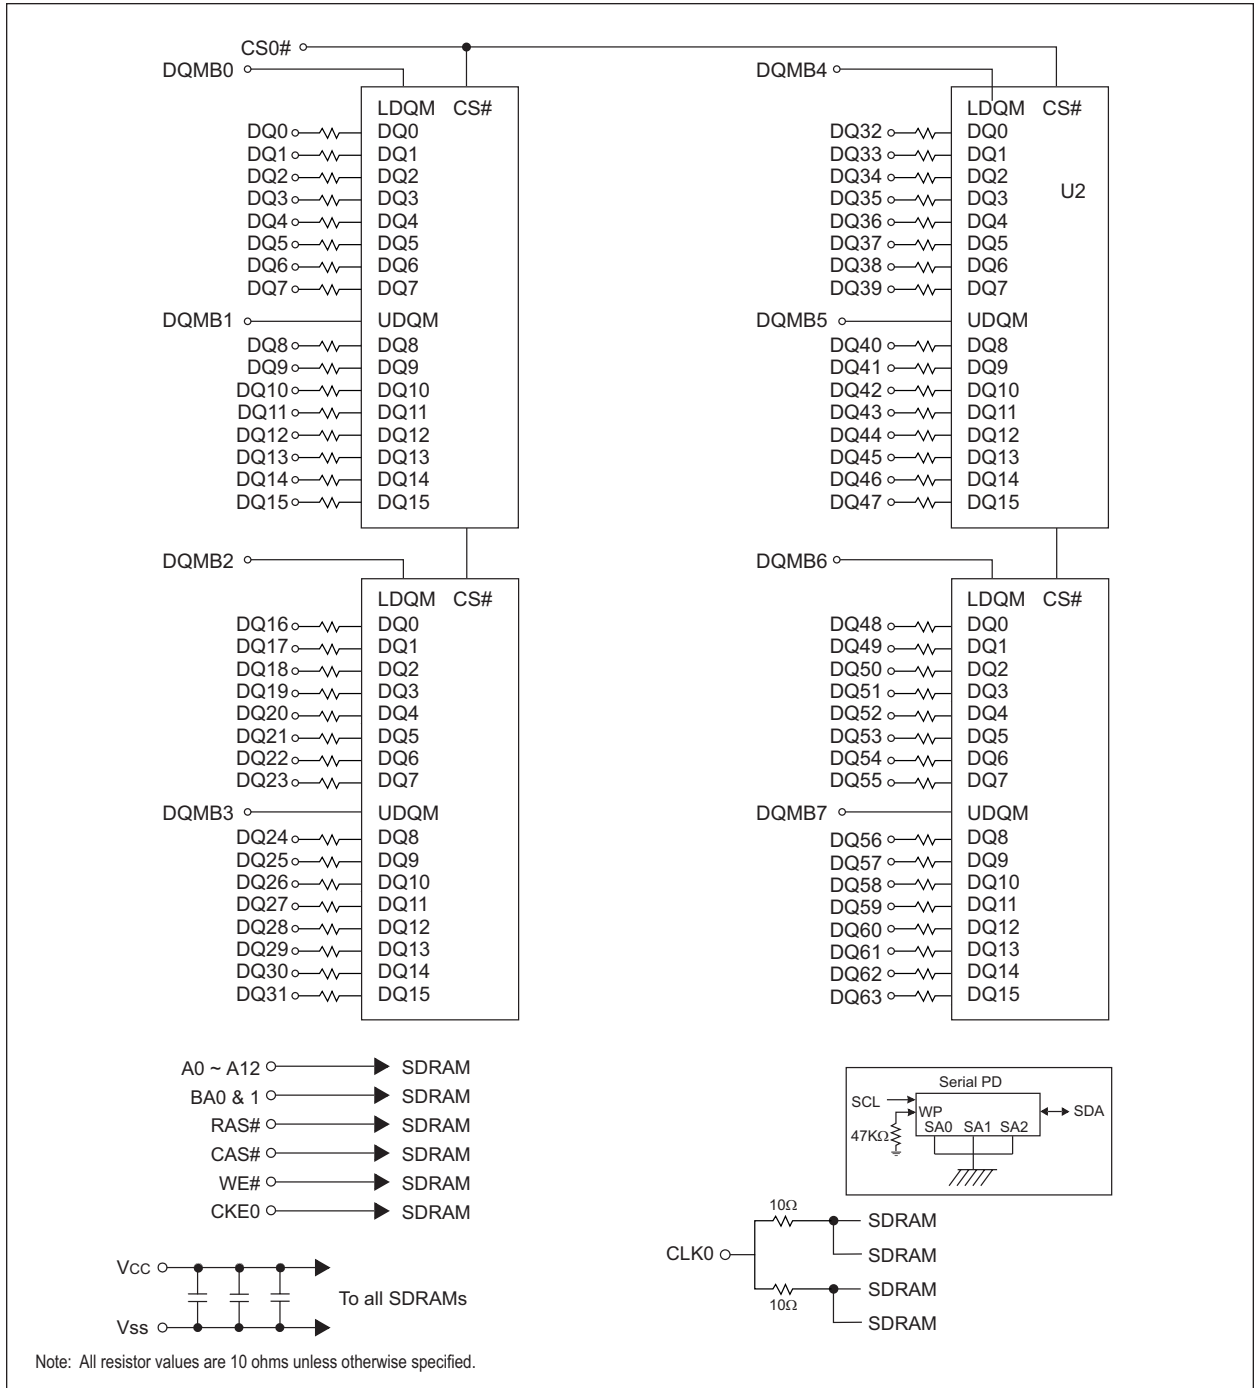 CS0#
DQMB0
LDQM CS#
DQ0 DQ0
DQ1 DQ1
DQ2 DQ2
DQ3 DQ3
DQ4 DQ4
DQ5 DQ5
DQ6 DQ6
DQ7 DQ7
DQMB1 UDQM
DQ8 DQ8
DQ9 DQ9
DQ10 DQ10
DQ11 DQ11
DQ12 DQ12
DQ13 DQ13
DQ14 DQ14
DQ15 DQ15
DQMB4
LDQM CS#
DQ32 DQ0
DQ33 DQ1
DQ34 DQ2
U2
DQ35 DQ3
DQ36 DQ4
DQ37 DQ5
DQ38 DQ6
DQ39 DQ7
DQMB5 UDQM
DQ40 DQ8
DQ41 DQ9
DQ42 DQ10
DQ43 DQ11
DQ44 DQ12
DQ45 DQ13
DQ46 DQ14
DQ47 DQ15
DQMB2
LDQM CS#
DQ16 DQ0
DQ17 DQ1
DQ18 DQ2
DQ19 DQ3
DQ20 DQ4
DQ21 DQ5
DQ22 DQ6
DQ23 DQ7
DQMB3 UDQM
DQ24 DQ8
DQ25 DQ9
DQ26 DQ10
DQ27 DQ11
DQ28 DQ12
DQ29 DQ13
DQ30 DQ14
DQ31 DQ15
DQMB6
LDQM CS#
DQ48 DQ0
DQ49 DQ1
DQ50 DQ2
DQ51 DQ3
DQ52 DQ4
DQ53 DQ5
DQ54 DQ6
DQ55 DQ7
DQMB7 UDQM
DQ56 DQ8
DQ57 DQ9
DQ58 DQ10
DQ59 DQ11
DQ60 DQ12
DQ61 DQ13
DQ62 DQ14
DQ63 DQ15
A0 ~ A12 SDRAM
BA0 & 1 SDRAM
RAS# SDRAM
CAS# SDRAM
WE# SDRAM
CKE0 SDRAM
Serial PD
SCL
WP
SDA
SA0 SA1 SA2
47KΩ
CLK0
10Ω
SDRAM
SDRAM
10Ω
SDRAM
SDRAM
Vcc
To all SDRAMs
Vss
Note: All resistor values are 10 ohms unless otherwise specified.